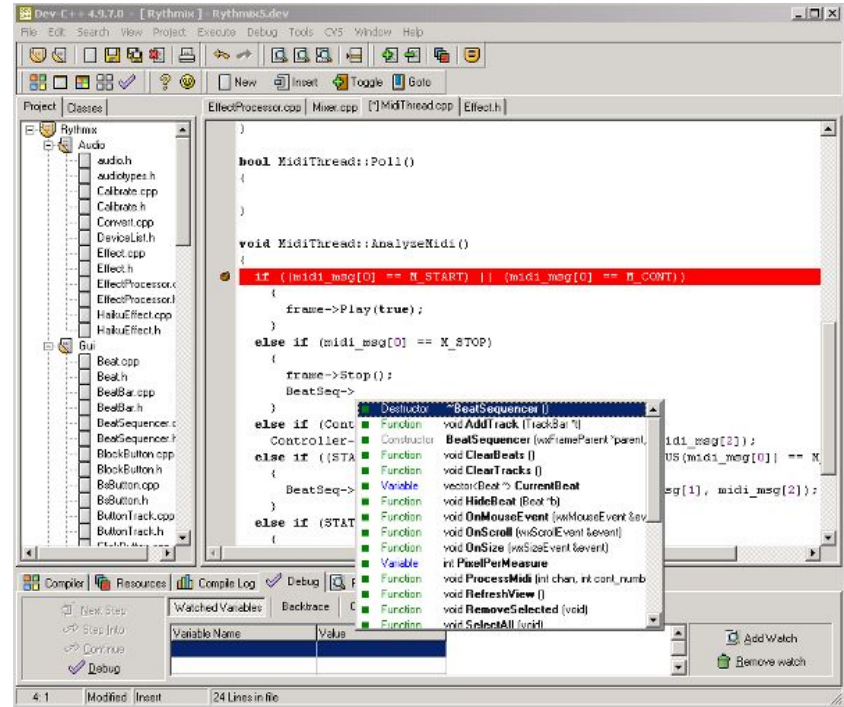 Dev-C++ 4.9.7.0 - [ Rythmix ] - Rythmix5.dev
File Edit Search View Project Execute Debug Tools CVS Window Help
New Insert Toggle Goto
Project Classes
EffectProcessor.cpp Mixer.cpp [*] MidiThread.cpp Effect.h
Rythmix
Audio
audio.h
audiotypes.h
Calibrate.cpp
Calibrate.h
Convert.cpp
DeviceList.h
Effect.cpp
Effect.h
EffectProcessor.c
EffectProcessor.h
HaikuEffect.cpp
HaikuEffect.h
Gui
Beat.cpp
Beat.h
BeatBar.cpp
BeatBar.h
BeatSequencer.c
BeatSequencer.h
BlockButton.cpp
BlockButton.h
BsButton.cpp
BsButton.h
ButtonTrack.cpp
ButtonTrack.h
}
bool MidiThread::Poll()
{
}
void MidiThread::AnalyzeMidi()
{
if ((midi_msg[0] == M_START) || (midi_msg[0] == M_CONT))
{
frame->Play(true);
}
else if (midi_msg[0] == M_STOP)
{
frame->Stop();
BeatSeq->
}
else if (Cont
Controller- idi_msg[2]);
else if ((STA US(midi_msg[0]) == M_
{
BeatSeq-> sg[1], midi_msg[2]);
}
else if (STAT
{
Destructor ~BeatSequencer ()
Function void AddTrack (TrackBar *t)
Constructor BeatSequencer (wxFrameParent *parent,
Function void ClearBeats ()
Function void ClearTracks ()
Variable vector<Beat *> CurrentBeat
Function void HideBeat (Beat *b)
Function void OnMouseEvent (wxMouseEvent &ev
Function void OnScroll (wxScrollEvent &event)
Function void OnSize (wxSizeEvent &event)
Variable int PixelPerMeasure
Function void ProcessMidi (int chan, int cont_numb
Function void RefreshView ()
Function void RemoveSelected (void)
Function void SelectAll (void)
Compiler Resources Compile Log Debug F
Next Step
Step Into
Continue
Debug
Watched Variables Backtrace
Variable Name Value
Add Watch
Remove watch
4: 1 Modified Insert 24 Lines in file